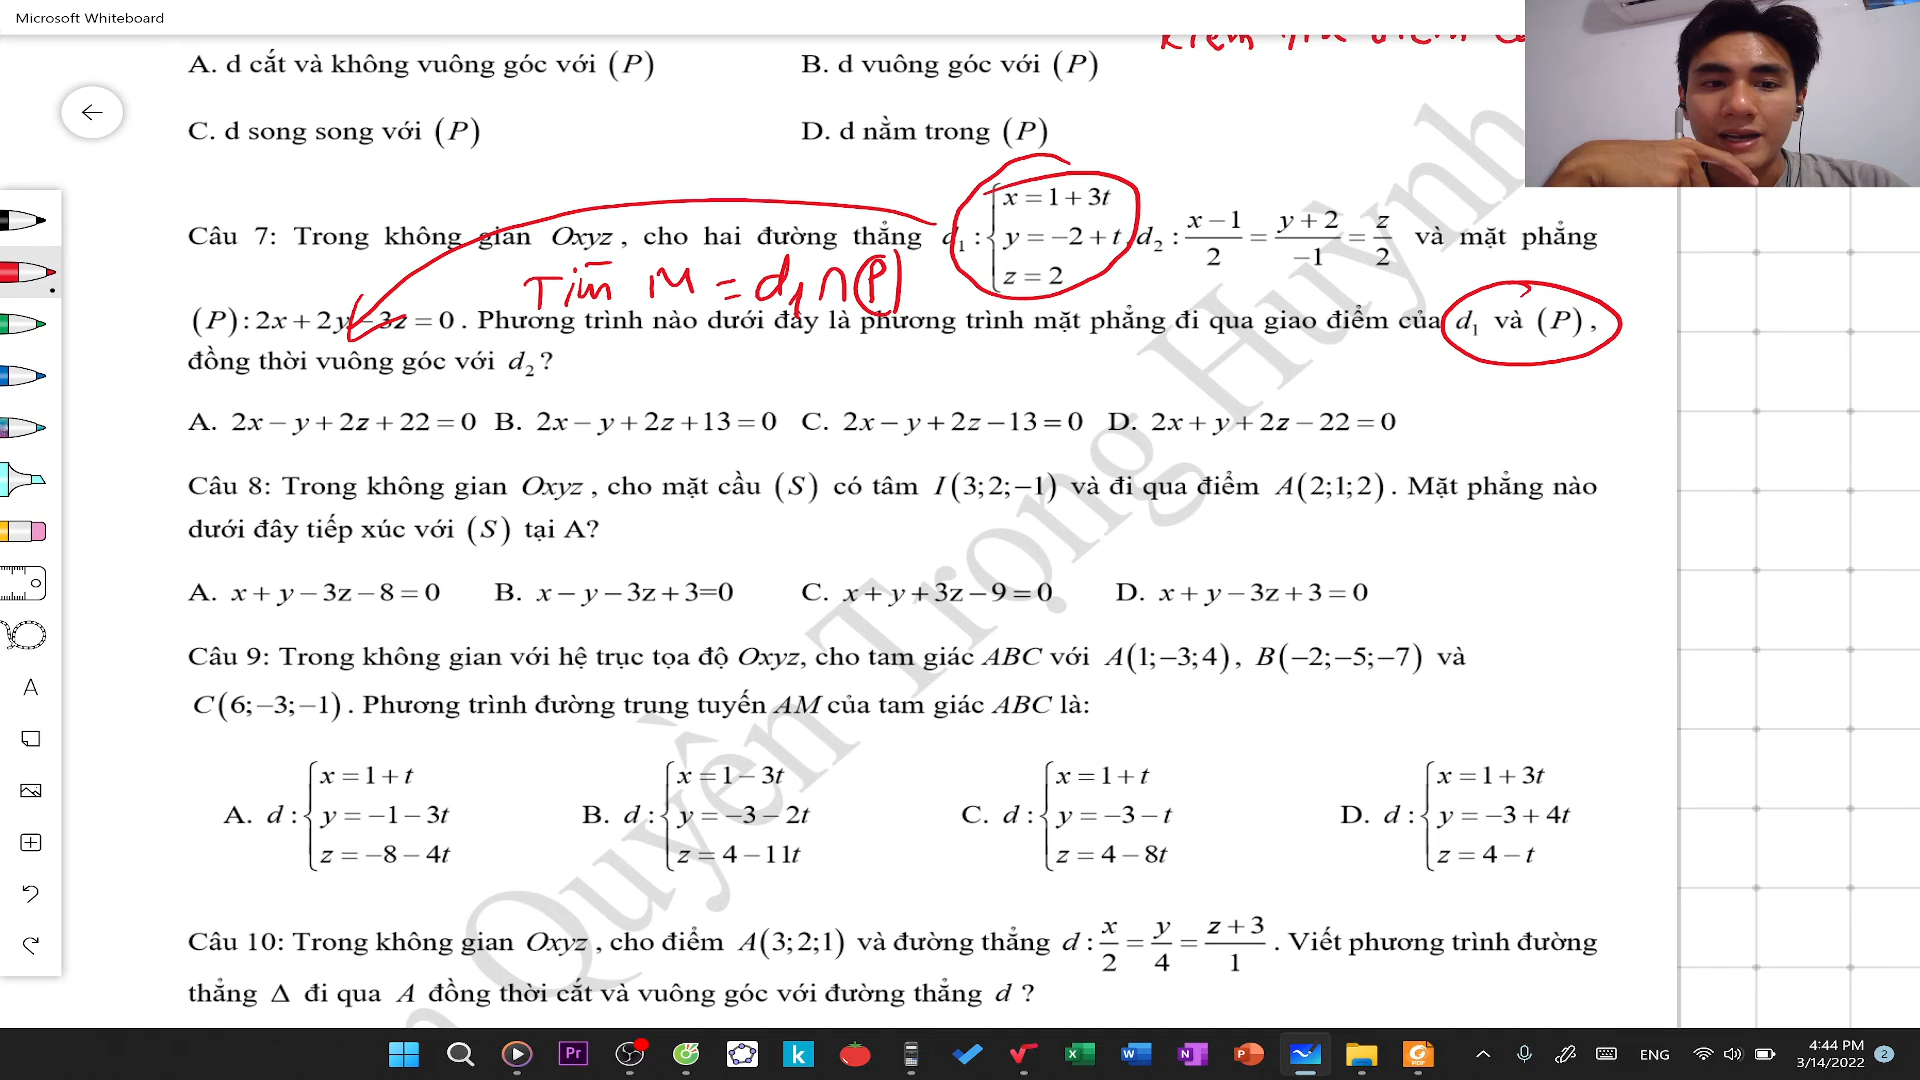 Microsoft Whiteboard
A. d cắt và không vuông góc với (P) B. d vuông góc với (P)
C. d song song với (P) D. d nằm trong (P)
Câu 7: Trong không gian Oxyz, cho hai đường thẳng d₁ : { x = 1 + 3t; y = −2 + t; z = 2, d₂ : (x − 1)/2 = (y + 2)/−1 = z/2 và mặt phẳng
Tìm M = d₁ ∩ (P)
(P) : 2x + 2y − 3z = 0. Phương trình nào dưới đây là phương trình mặt phẳng đi qua giao điểm của d₁ và (P),
đồng thời vuông góc với d₂ ?
A. 2x − y + 2z + 22 = 0 B. 2x − y + 2z + 13 = 0 C. 2x − y + 2z − 13 = 0 D. 2x + y + 2z − 22 = 0
Câu 8: Trong không gian Oxyz, cho mặt cầu (S) có tâm I(3;2;−1) và đi qua điểm A(2;1;2). Mặt phẳng nào
dưới đây tiếp xúc với (S) tại A?
A. x + y − 3z − 8 = 0 B. x − y − 3z + 3=0 C. x + y + 3z − 9 = 0 D. x + y − 3z + 3 = 0
Câu 9: Trong không gian với hệ trục tọa độ Oxyz, cho tam giác ABC với A(1;−3;4), B(−2;−5;−7) và
C(6;−3;−1). Phương trình đường trung tuyến AM của tam giác ABC là:
A. d : { x = 1 + t; y = −1 − 3t; z = −8 − 4t B. d : { x = 1 − 3t; y = −3 − 2t; z = 4 − 11t C. d : { x = 1 + t; y = −3 − t; z = 4 − 8t D. d : { x = 1 + 3t; y = −3 + 4t; z = 4 − t
Câu 10: Trong không gian Oxyz, cho điểm A(3;2;1) và đường thẳng d : x/2 = y/4 = (z + 3)/1. Viết phương trình đường
thẳng Δ đi qua A đồng thời cắt và vuông góc với đường thẳng d ?
Quyền Trọng Huỳnh
ENG
4:44 PM
3/14/2022
2